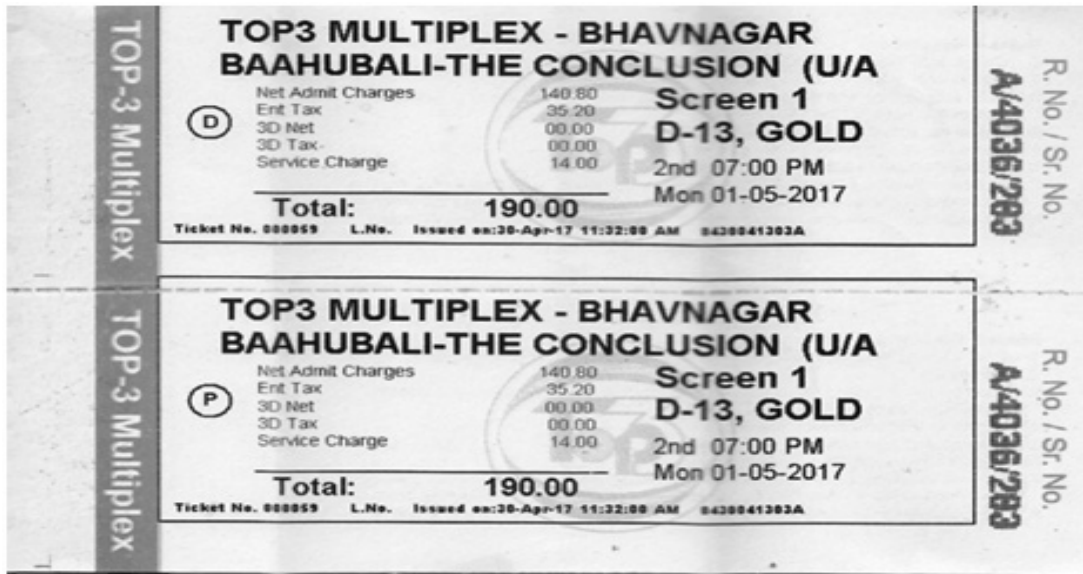 TOP-3 Multiplex
TOP3 MULTIPLEX - BHAVNAGAR
BAAHUBALI-THE CONCLUSION (U/A
D
Net Admit Charges 140.80
Ent Tax 35.20
3D Net 00.00
3D Tax 00.00
Service Charge 14.00
Total: 190.00
Screen 1
D-13, GOLD
2nd 07:00 PM
Mon 01-05-2017
Ticket No. 000059 L.No. Issued on:30-Apr-17 11:32:00 AM 0430041303A
R. No. / Sr. No.
A/4036/203
TOP-3 Multiplex
TOP3 MULTIPLEX - BHAVNAGAR
BAAHUBALI-THE CONCLUSION (U/A
P
Net Admit Charges 140.80
Ent Tax 35.20
3D Net 00.00
3D Tax 00.00
Service Charge 14.00
Total: 190.00
Screen 1
D-13, GOLD
2nd 07:00 PM
Mon 01-05-2017
Ticket No. 000059 L.No. Issued on:30-Apr-17 11:32:00 AM 0430041303A
R. No. / Sr. No.
A/4036/203